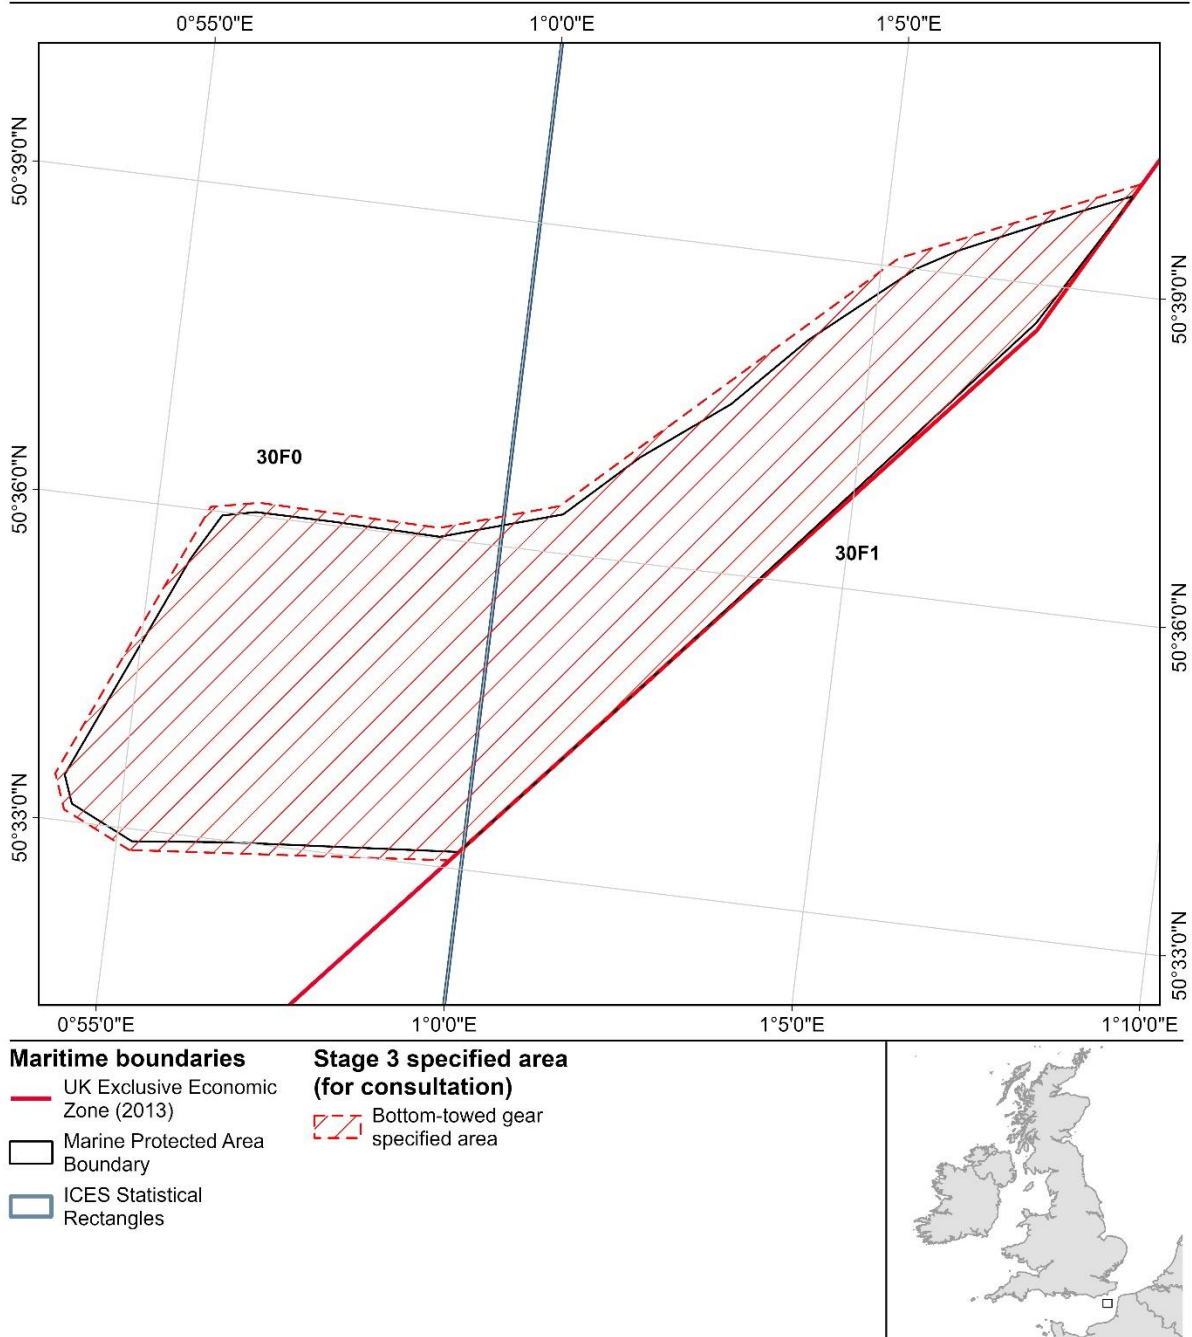 0°55'0"E
1°0'0"E
1°5'0"E
50°39'0"N
50°39'0"N
30F0
50°36'0"N
30F1
50°36'0"N
50°33'0"N
50°33'0"N
0°55'0"E
1°0'0"E
1°5'0"E
1°10'0"E
Maritime boundaries
UK Exclusive Economic
Zone (2013)
Marine Protected Area
Boundary
ICES Statistical
Rectangles
Stage 3 specified area
(for consultation)
Bottom-towed gear
specified area